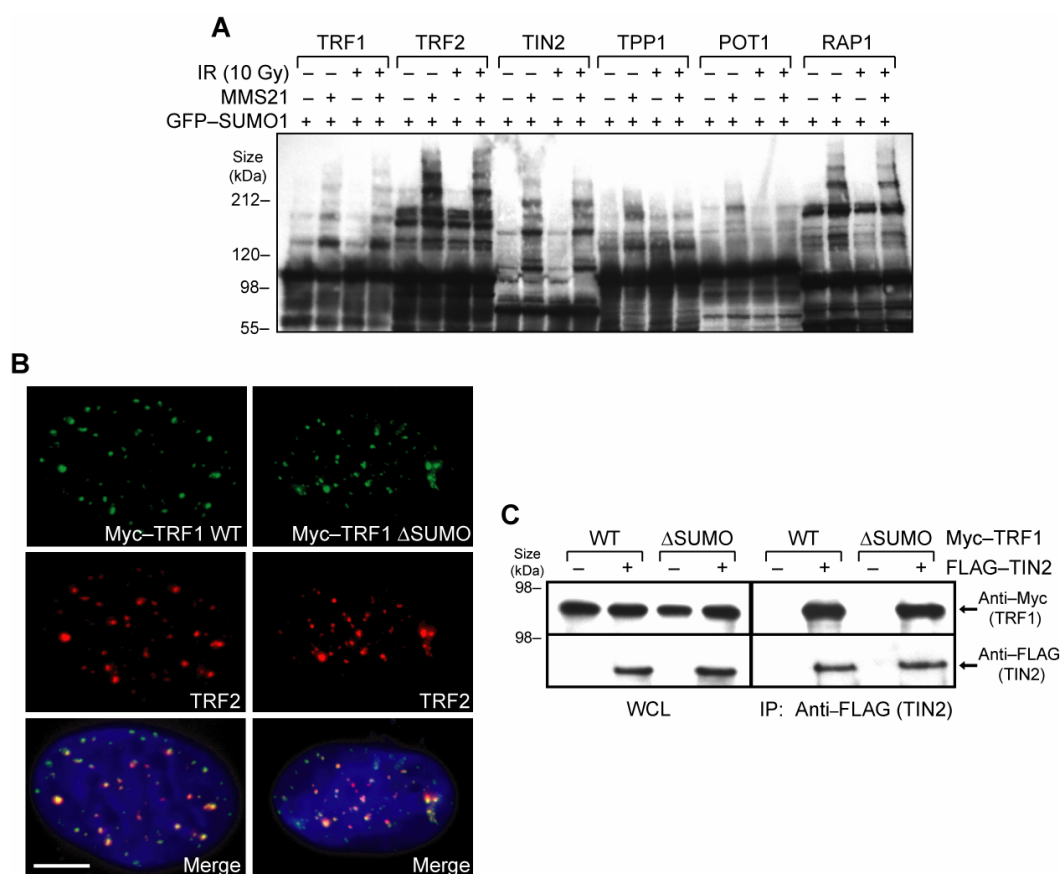 A
TRF1 TRF2 TIN2 TPP1 POT1 RAP1
IR (10 Gy) – – + + – – + + – – + + – – + + – – + + – – + +
MMS21 – + – + – + - + – + – + – + – + – + – + – + – +
GFP–SUMO1 + + + + + + + + + + + + + + + + + + + + + + + +
Size
(kDa)
212–
120–
98–
55–
B
Myc–TRF1 WT
Myc–TRF1 ΔSUMO
TRF2
TRF2
Merge
Merge
C
WT ΔSUMO WT ΔSUMO Myc–TRF1
– + – + – + – + FLAG–TIN2
Size
(kDa)
98–
98–
Anti–Myc
(TRF1)
Anti–FLAG
(TIN2)
WCL
IP: Anti–FLAG (TIN2)